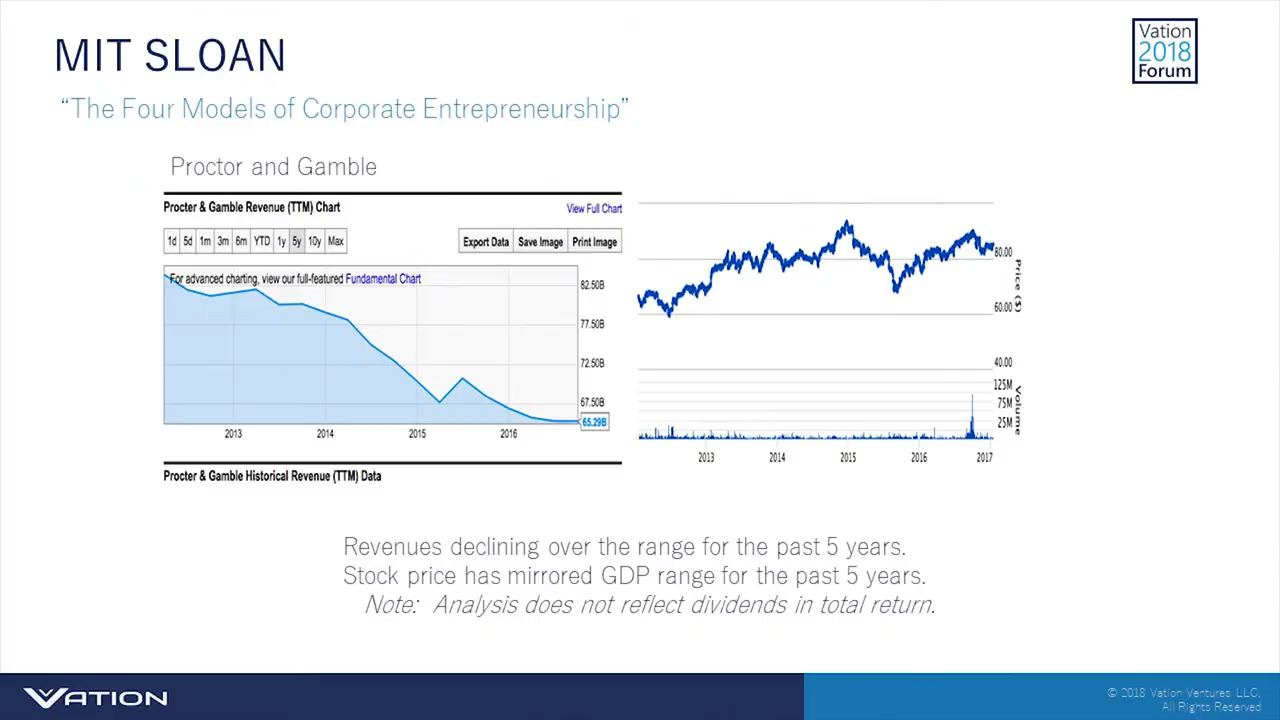 MIT SLOAN
Vation
2018
Forum
“The Four Models of Corporate Entrepreneurship”
Proctor and Gamble
Procter & Gamble Revenue (TTM) Chart
View Full Chart
1d 5d 1m 3m 6m YTD 1y 5y 10y Max
Export Data Save Image Print Image
For advanced charting, view our full-featured Fundamental Chart
82.50B
77.50B
72.50B
67.50B
65.29B
2013 2014 2015 2016
Procter & Gamble Historical Revenue (TTM) Data
80.00
60.00
40.00
Price ($)
125M
75M
25M
Volume
2013 2014 2015 2016 2017
Revenues declining over the range for the past 5 years.
Stock price has mirrored GDP range for the past 5 years.
Note: Analysis does not reflect dividends in total return.
VATION
© 2018 Vation Ventures LLC.
All Rights Reserved